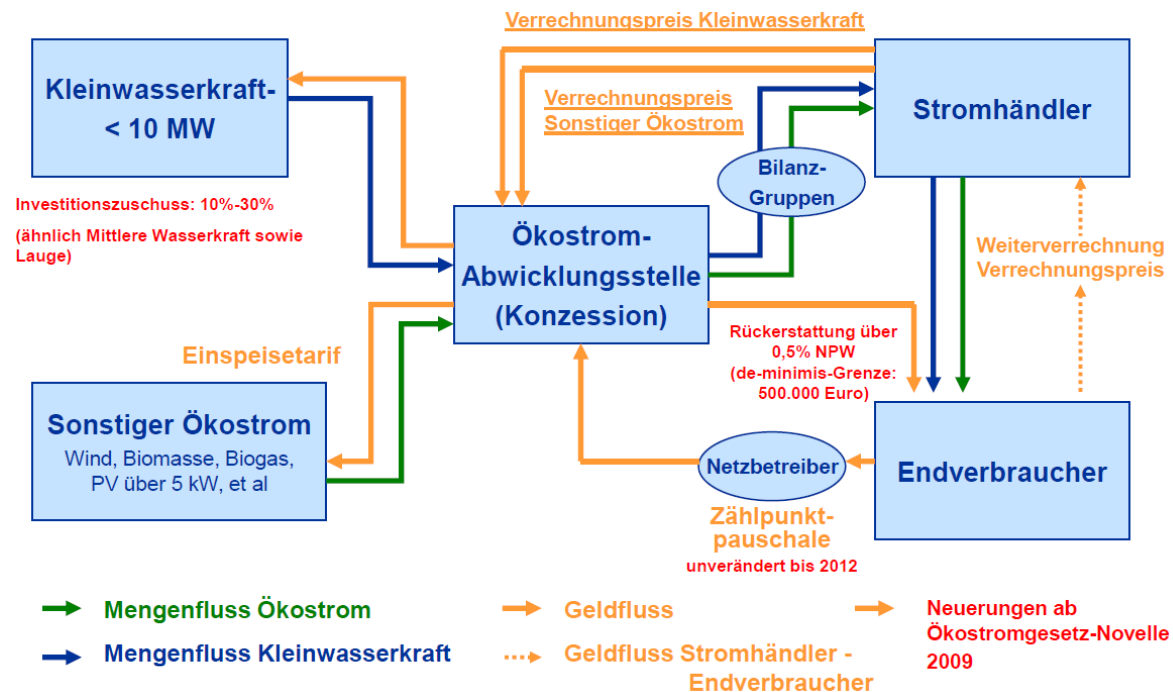 Verrechnungspreis Kleinwasserkraft
Kleinwasserkraft-
< 10 MW
Verrechnungspreis
Sonstiger Ökostrom
Stromhändler
Bilanz-
Gruppen
Investitionszuschuss: 10%-30%
(ähnlich Mittlere Wasserkraft sowie
Lauge)
Ökostrom-
Abwicklungsstelle
(Konzession)
Weiterverrechnung
Verrechnungspreis
Einspeisetarif
Rückerstattung über
0,5% NPW
(de-minimis-Grenze:
500.000 Euro)
Sonstiger Ökostrom
Wind, Biomasse, Biogas,
PV über 5 kW, et al
Netzbetreiber
Endverbraucher
Zählpunkt-
pauschale
unverändert bis 2012
Mengenfluss Ökostrom
Mengenfluss Kleinwasserkraft
Geldfluss
Geldfluss Stromhändler -
Endverbraucher
Neuerungen ab
Ökostromgesetz-Novelle
2009